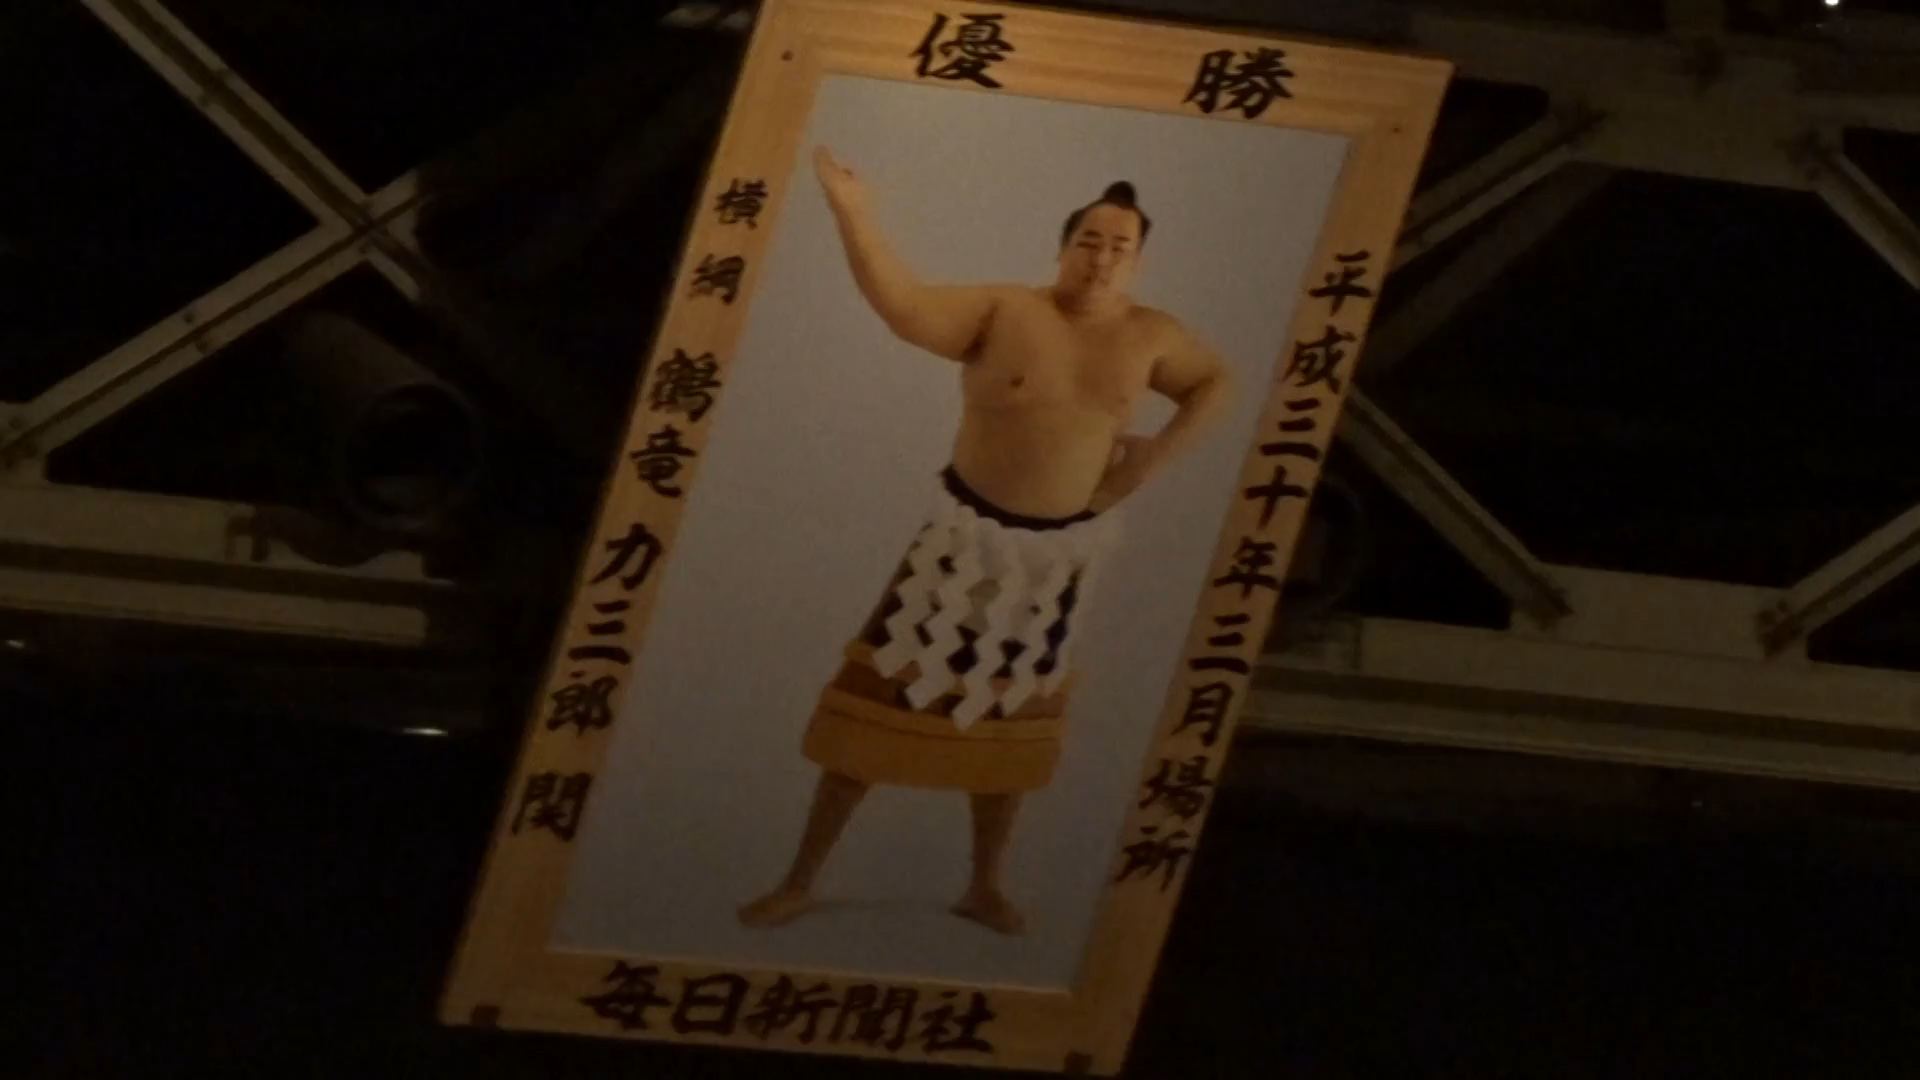 優勝
平成三十年三月場所
横綱 鶴竜力三郎関
毎日新聞社